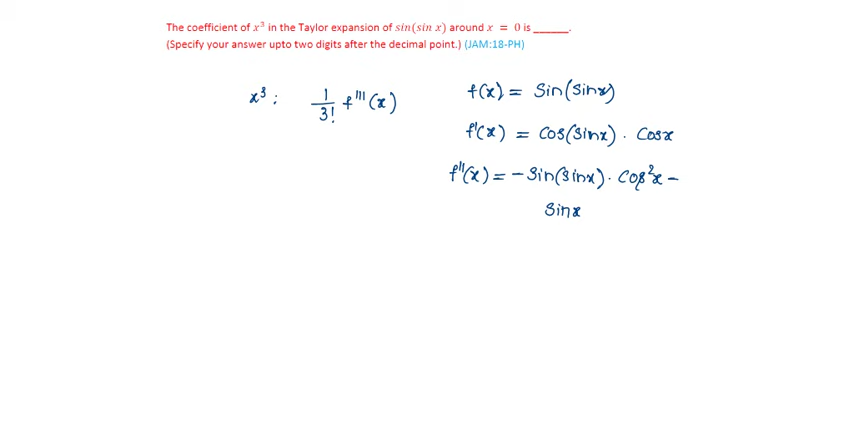 The coefficient of x³ in the Taylor expansion of sin(sin x) around x = 0 is ______.
(Specify your answer upto two digits after the decimal point.) (JAM:18-PH)
x³ : 1/3! f'''(x)
f(x) = Sin(Sinx)
f'(x) = Cos(Sinx) · Cosx
f''(x) = - Sin(Sinx) · Cos²x -
Sinx